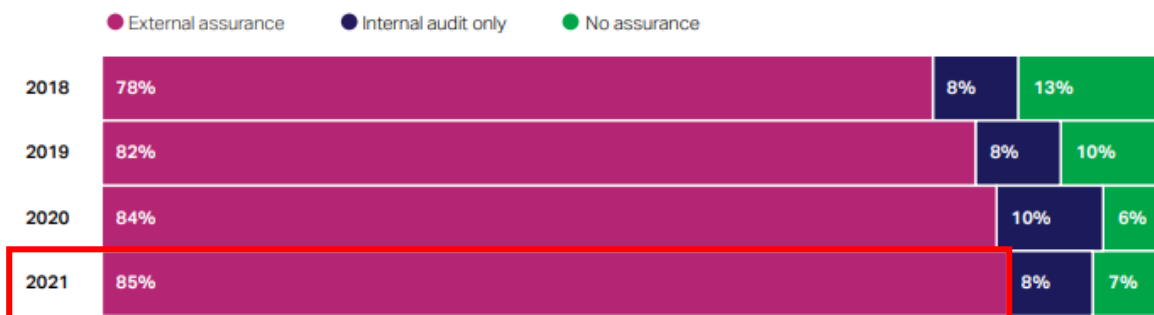 External assurance Internal audit only No assurance
2018 78% 8% 13%
2019 82% 8% 10%
2020 84% 10% 6%
2021 85% 8% 7%